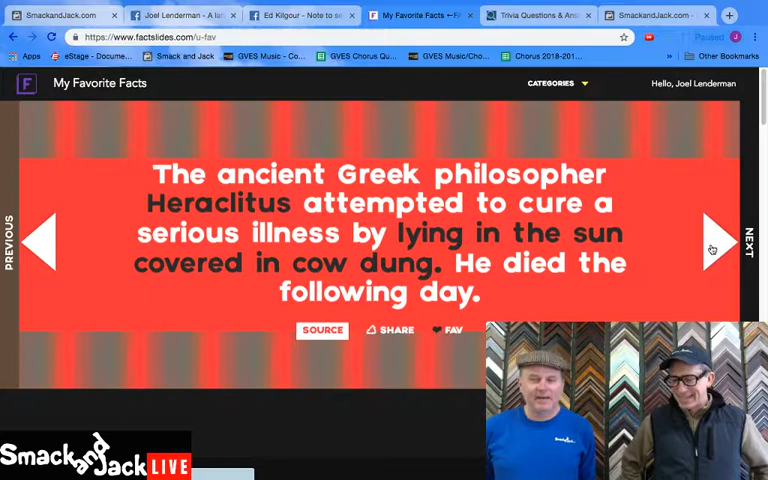 SmackandJack.com
Joel Lenderman - A la
Ed Kilgour - Note to se
My Favorite Facts ←F
Trivia Questions & Ans
SmackandJack.com -
https://www.factslides.com/u-fav
Paused
J
Apps
eStage - Docume...
Smack and Jack
GVES Music - Co...
GVES Chorus Qu...
GVES Music/Cho...
Chorus 2018-201...
»
Other Bookmarks
F
My Favorite Facts
CATEGORIES
Hello, Joel Lenderman
The ancient Greek philosopher
Heraclitus attempted to cure a
serious illness by lying in the sun
covered in cow dung. He died the
following day.
PREVIOUS
NEXT
SOURCE
SHARE
FAV
Smack and Jack LIVE